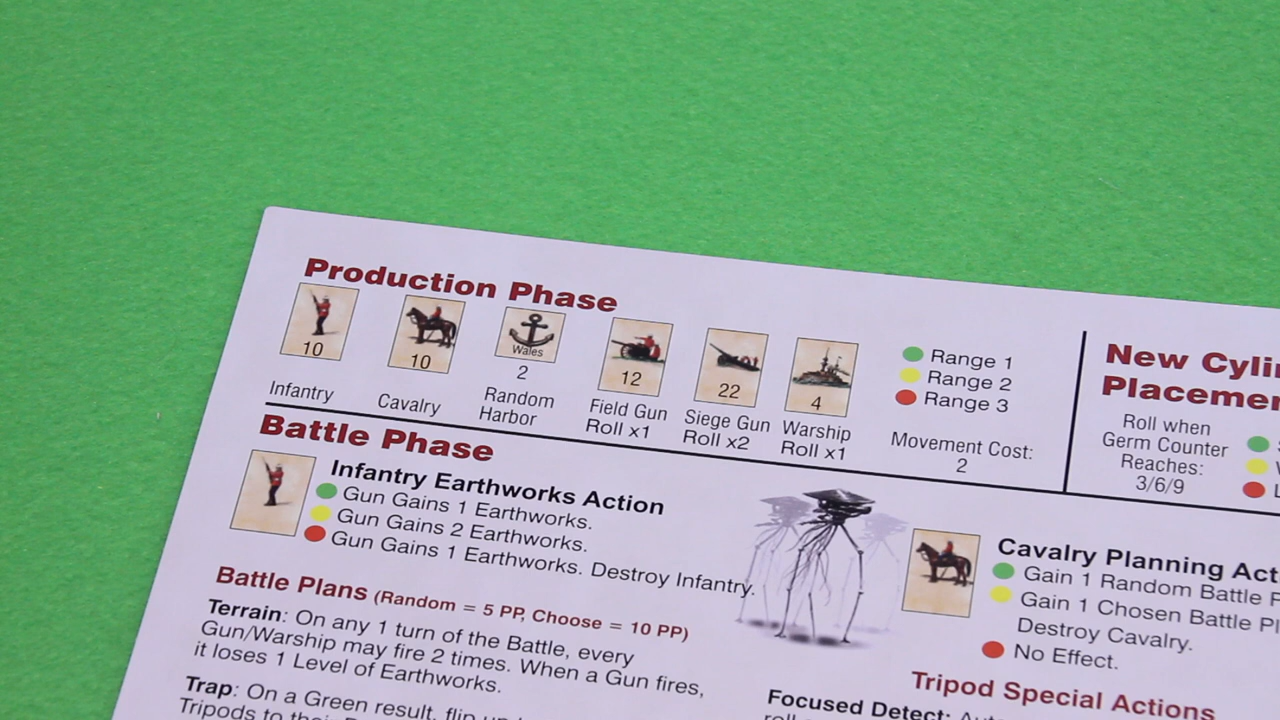 Production Phase
10
Infantry
10
Cavalry
Wales
2
Random
Harbor
12
Field Gun
Roll x1
22
Siege Gun
Roll x2
4
Warship
Roll x1
Range 1
Range 2
Range 3
Movement Cost:
2
New
Roll when
Germ Counter
Reaches:
3/6/9
Battle Phase
Infantry Earthworks Action
Gun Gains 1 Earthworks.
Gun Gains 2 Earthworks.
Gun Gains 1 Earthworks. Destroy Infantry.
Battle Plans (Random = 5 PP, Choose = 10 PP)
Terrain: On any 1 turn of the Battle, every
Gun/Warship may fire 2 times. When a Gun fires,
it loses 1 Level of Earthworks.
Trap: On a Green result, flip
Tripods to
Cavalry Planning
Gain 1 Random Battle
Gain 1 Chosen Battle
Destroy Cavalry.
No Effect.
Tripod Special Actions
Focused Detect: